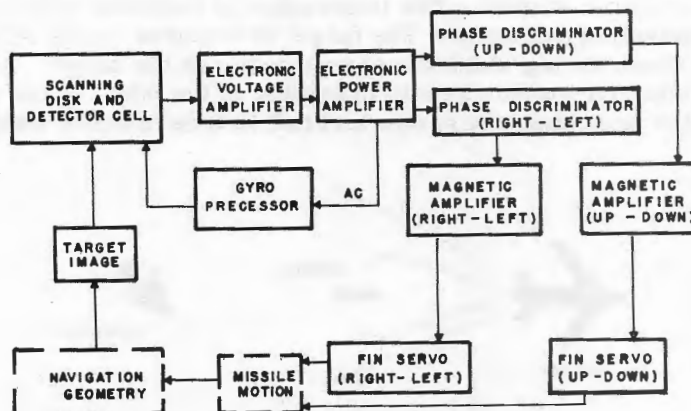 PHASE DISCRIMINATOR
(UP-DOWN)
SCANNING
DISK AND
DETECTOR CELL
ELECTRONIC
VOLTAGE
AMPLIFIER
ELECTRONIC
POWER
AMPLIFIER
PHASE DISCRIMINATOR
(RIGHT-LEFT)
GYRO
PRECESSOR
AC
MAGNETIC
AMPLIFIER
(RIGHT-LEFT)
MAGNETIC
AMPLIFIER
(UP - DOWN)
TARGET
IMAGE
NAVIGATION
GEOMETRY
MISSILE
MOTION
FIN SERVO
(RIGHT-LEFT)
FIN SERVO
(UP-DOWN)